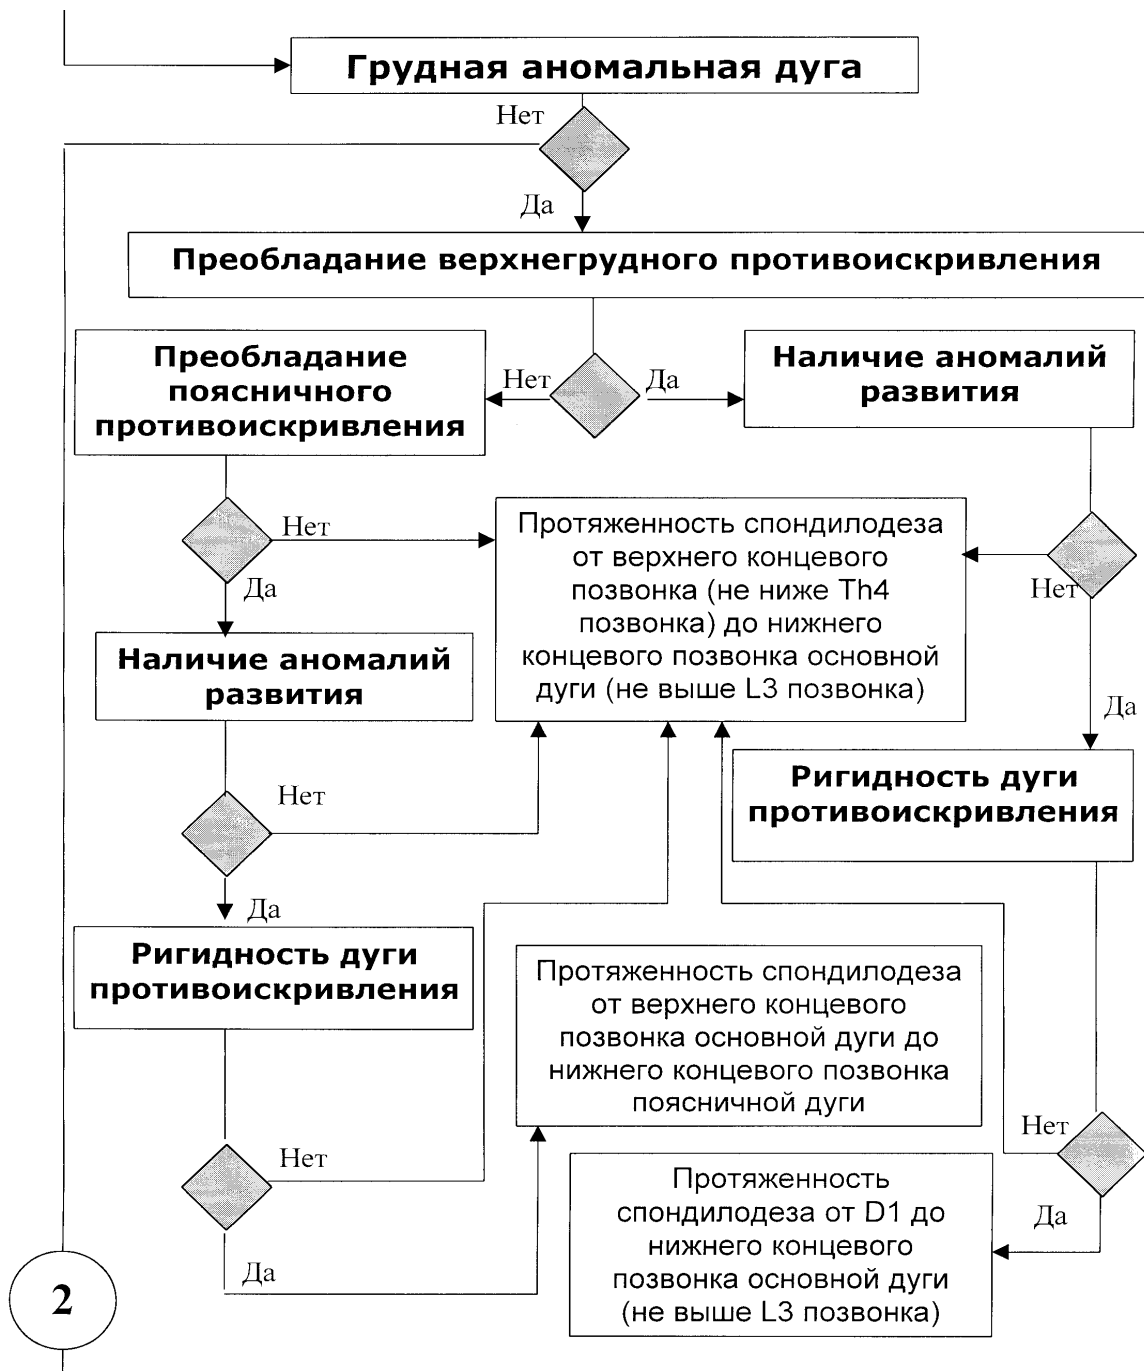 Грудная аномальная дуга
Нет
Да
Преобладание верхнегрудного противоискривления
Преобладание
поясничного
противоискривления
Нет
Да
Наличие аномалий
развития
Нет
Да
Протяженность спондилодеза
от верхнего концевого
позвонка (не ниже Th4
позвонка) до нижнего
концевого позвонка основной
дуги (не выше L3 позвонка)
Нет
Да
Наличие аномалий
развития
Ригидность дуги
противоискривления
Нет
Да
Ригидность дуги
противоискривления
Протяженность спондилодеза
от верхнего концевого
позвонка основной дуги до
нижнего концевого позвонка
поясничной дуги
Нет
Да
Нет
Да
Протяженность
спондилодеза от D1 до
нижнего концевого
позвонка основной дуги
(не выше L3 позвонка)
2